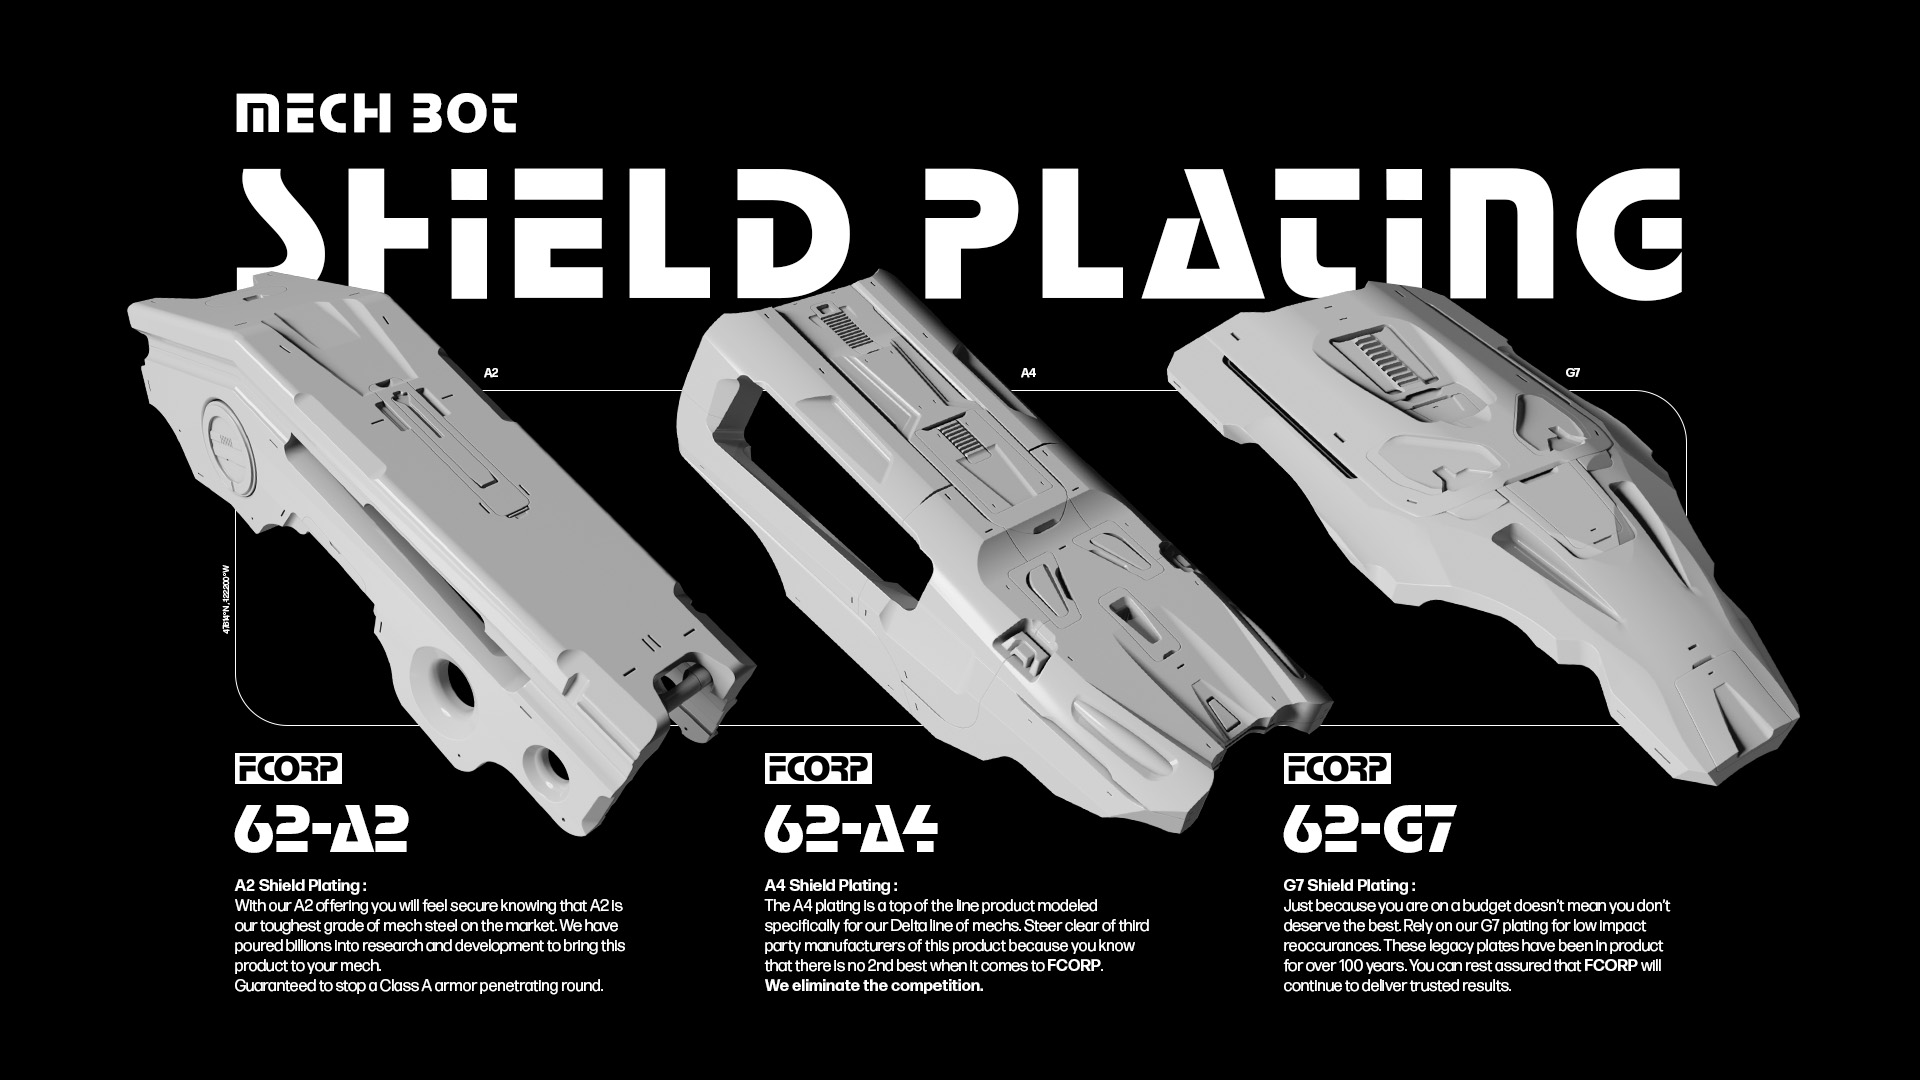 MECH BOT
SHiELD PLATiNG
A2
A4
G7
FCORP
62-A2
A2 Shield Plating :
With our A2 offering you will feel secure knowing that A2 is
our toughest grade of mech steel on the market. We have
poured billions into research and development to bring this
product to your mech.
Guaranteed to stop a Class A armor penetrating round.
FCORP
62-A4
A4 Shield Plating :
The A4 plating is a top of the line product modeled
specifically for our Delta line of mechs. Steer clear of third
party manufacturers of this product because you know
that there is no 2nd best when it comes to FCORP.
We eliminate the competition.
FCORP
62-G7
G7 Shield Plating :
Just because you are on a budget doesn't mean you don't
deserve the best. Rely on our G7 plating for low impact
reoccurances. These legacy plates have been in product
for over 100 years. You can rest assured that FCORP will
continue to deliver trusted results.